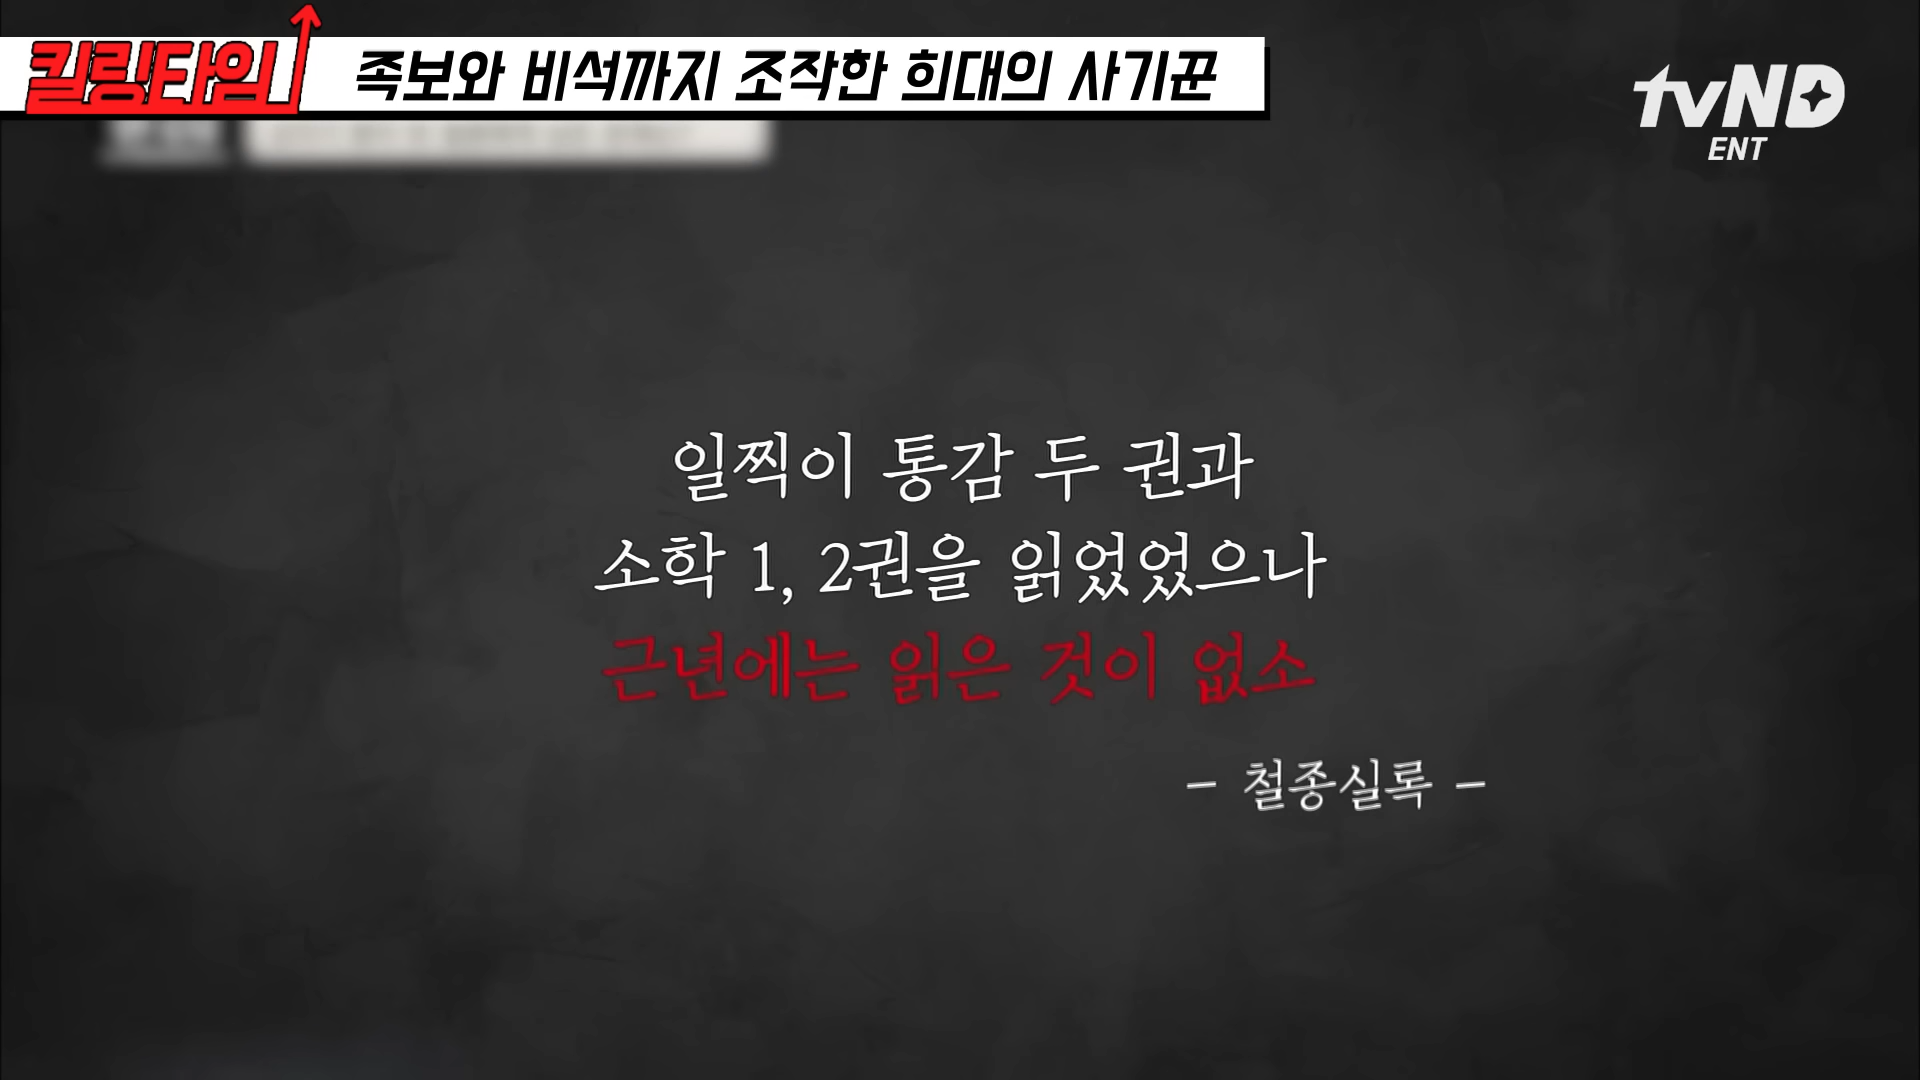 킬링타임
족보와 비석까지 조작한 희대의 사기꾼
tvND
ENT
일찍이 통감 두 권과
소학 1, 2권을 읽었었으나
근년에는 읽은 것이 없소
- 철종실록 -